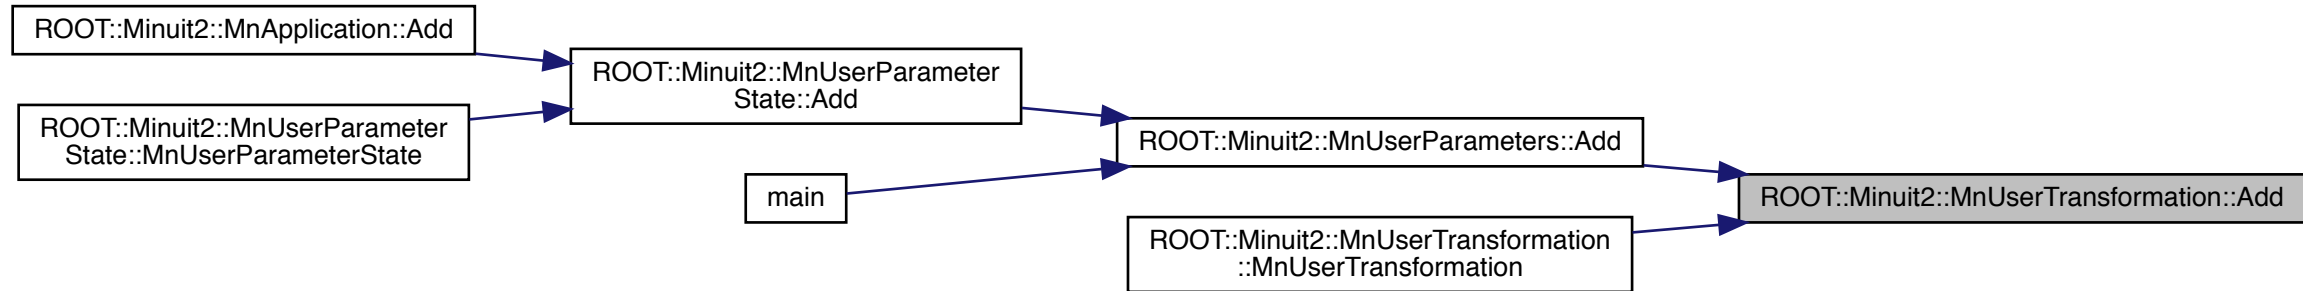 ROOT::Minuit2::MnApplication::Add
ROOT::Minuit2::MnUserParameter
State::MnUserParameterState
ROOT::Minuit2::MnUserParameter
State::Add
main
ROOT::Minuit2::MnUserParameters::Add
ROOT::Minuit2::MnUserTransformation
::MnUserTransformation
ROOT::Minuit2::MnUserTransformation::Add